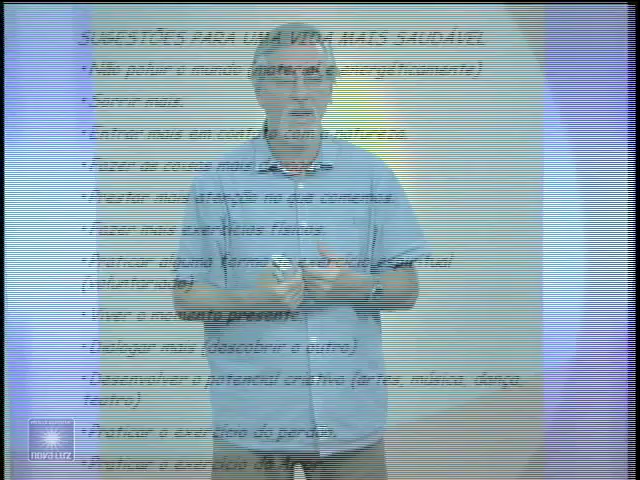 SUGESTÕES PARA UMA VIDA MAIS SAUDÁVEL
•Não poluir o mundo (material e energéticamente)
•Sorrir mais.
•Entrar mais em contato com a natureza.
•Fazer as coisas mais devagar.
•Prestar mais atenção no que comemos.
•Fazer mais exercícios físicos.
•Praticar alguma forma de exercício espiritual
(voluntariado)
•Viver o momento presente.
•Dialogar mais (descobrir o outro)
•Desenvolver o potencial criativo (artes, música, dança,
teatro)
•Praticar o exercício do perdão.
•Praticar o exercício do Amor.
nova luz